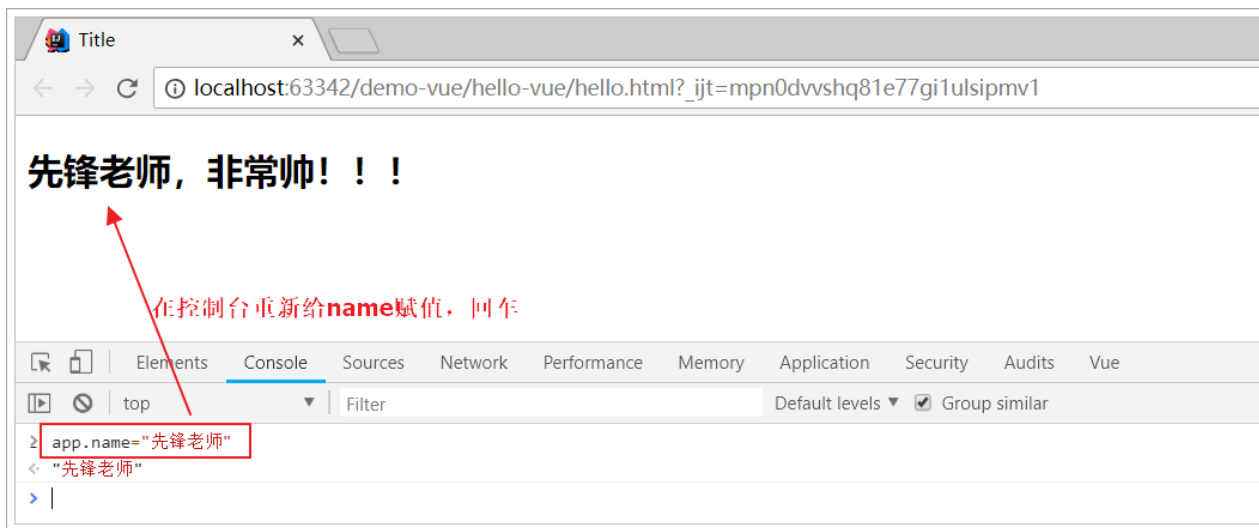 Title
localhost:63342/demo-vue/hello-vue/hello.html?_ijt=mpn0dvvshq81e77gi1ulsipmv1
先锋老师，非常帅！！！
在控制台重新给name赋值，回车
Elements Console Sources Network Performance Memory Application Security Audits Vue
top Filter Default levels Group similar
app.name="先锋老师"
"先锋老师"